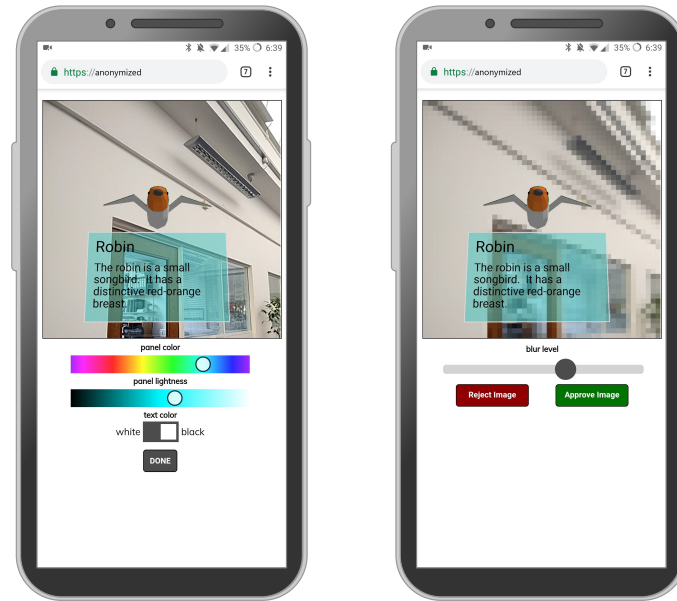 35% 6:39
https://anonymized
7
Robin
The robin is a small
songbird. It has a
distinctive red-orange
breast.
panel color
panel lightness
text color
white black
DONE
35% 6:39
https://anonymized
7
Robin
The robin is a small
songbird. It has a
distinctive red-orange
breast.
blur level
Reject Image Approve Image